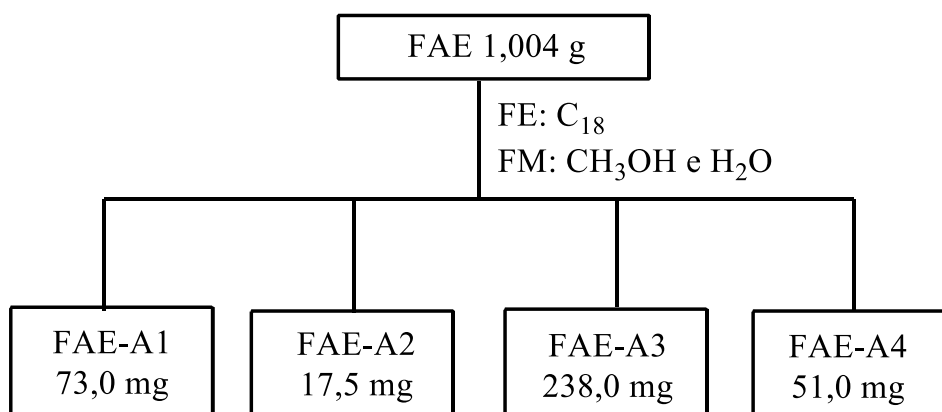 FAE 1,004 g
FE: C₁₈
FM: CH₃OH e H₂O
FAE-A1
73,0 mg
FAE-A2
17,5 mg
FAE-A3
238,0 mg
FAE-A4
51,0 mg